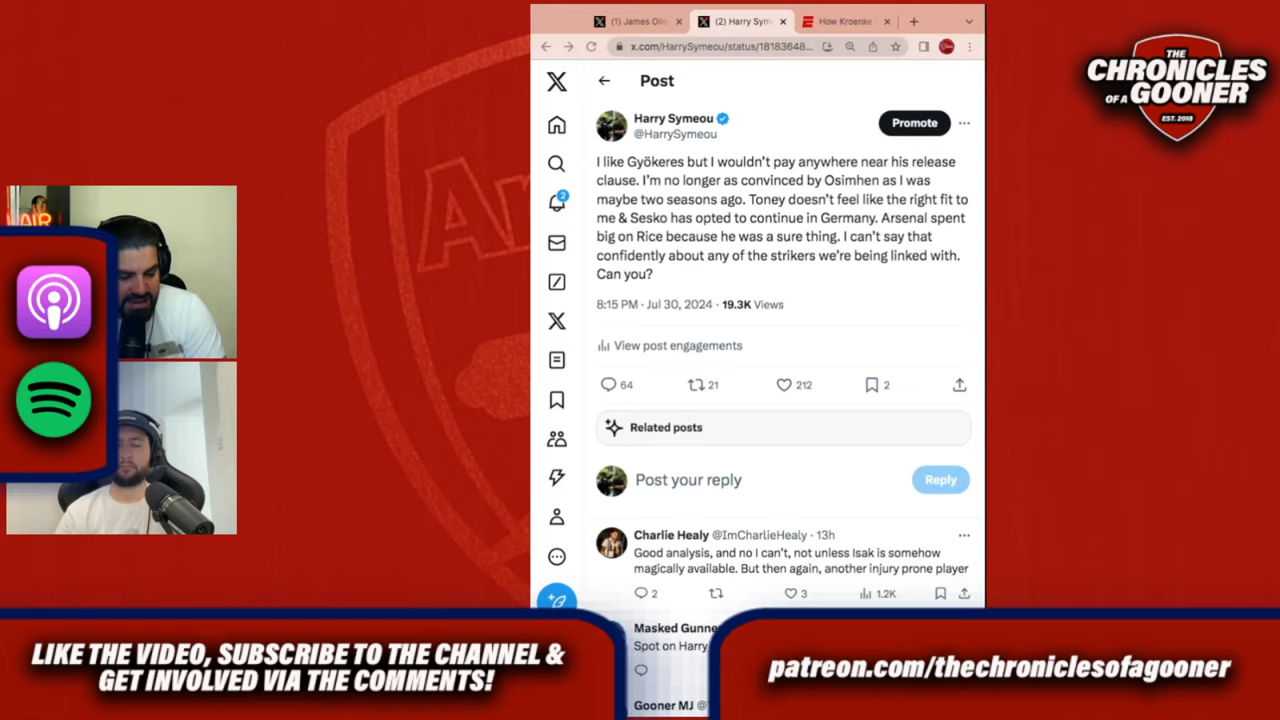 (1) James Olle
(2) Harry Sym
How Kroenke
x.com/HarrySymeou/status/18183648...
THE
CHRONICLES
OF A GOONER
EST. 2018
Post
Harry Symeou
@HarrySymeou
Promote
I like Gyökeres but I wouldn't pay anywhere near his release
clause. I'm no longer as convinced by Osimhen as I was
maybe two seasons ago. Toney doesn't feel like the right fit to
me & Sesko has opted to continue in Germany. Arsenal spent
big on Rice because he was a sure thing. I can't say that
confidently about any of the strikers we're being linked with.
Can you?
8:15 PM · Jul 30, 2024 · 19.3K Views
View post engagements
64 21 212 2
Related posts
Post your reply
Reply
Charlie Healy @ImCharlieHealy · 13h
Good analysis, and no I can't, not unless Isak is somehow
magically available. But then again, another injury prone player
2 3 1.2K
Masked Gunne
Spot on Harry
Gooner MJ @
2
AIR
Ar
LIKE THE VIDEO, SUBSCRIBE TO THE CHANNEL &
GET INVOLVED VIA THE COMMENTS!
patreon.com/thechroniclesofagooner